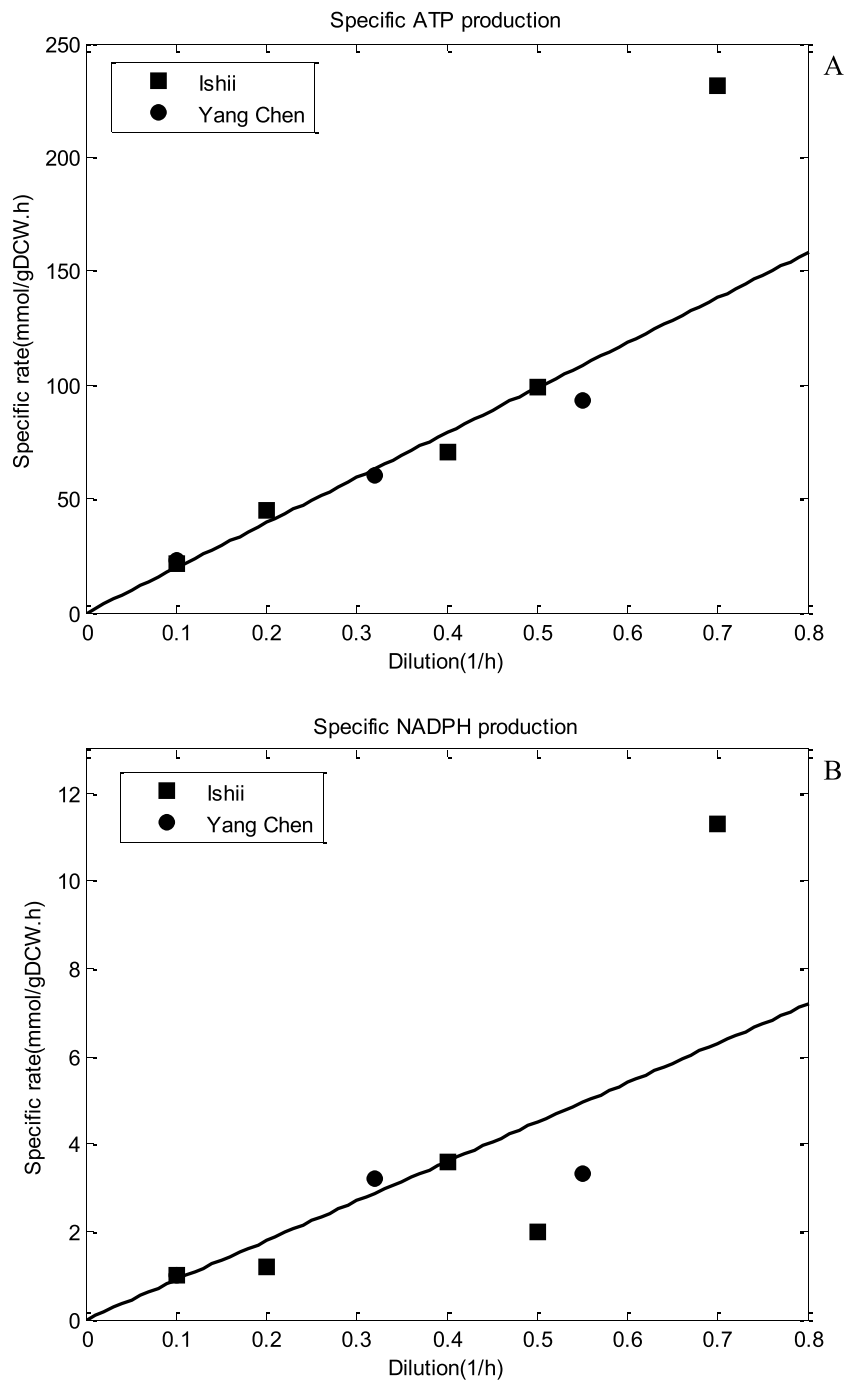 Specific ATP production
A
250
Ishii
Yang Chen
200
150
100
50
0
Specific rate(mmol/gDCW.h)
0 0.1 0.2 0.3 0.4 0.5 0.6 0.7 0.8
Dilution(1/h)
Specific NADPH production
B
Ishii
Yang Chen
12
10
8
6
4
2
0
Specific rate(mmol/gDCW.h)
0 0.1 0.2 0.3 0.4 0.5 0.6 0.7 0.8
Dilution(1/h)